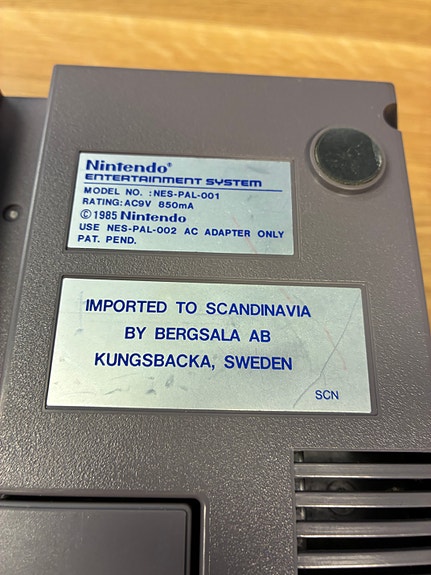 Nintendo®
ENTERTAINMENT SYSTEM
MODEL NO. :NES-PAL-001
RATING:AC9V 850mA
©1985 Nintendo
USE NES-PAL-002 AC ADAPTER ONLY
PAT. PEND.
IMPORTED TO SCANDINAVIA
BY BERGSALA AB
KUNGSBACKA, SWEDEN
SCN